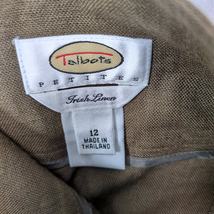 Talbots
PETITES
Irish Linen
12
MADE IN
THAILAND